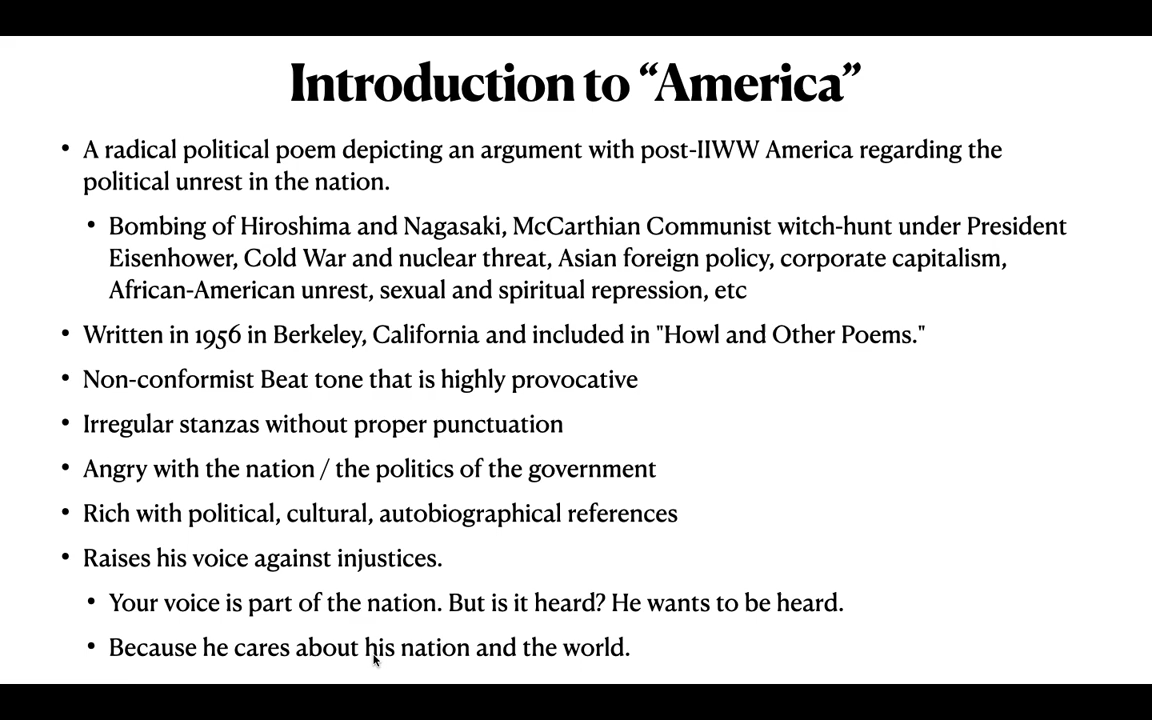 Introduction to “America”
• A radical political poem depicting an argument with post-IIWW America regarding the
political unrest in the nation.
• Bombing of Hiroshima and Nagasaki, McCarthian Communist witch-hunt under President
Eisenhower, Cold War and nuclear threat, Asian foreign policy, corporate capitalism,
African-American unrest, sexual and spiritual repression, etc
• Written in 1956 in Berkeley, California and included in "Howl and Other Poems."
• Non-conformist Beat tone that is highly provocative
• Irregular stanzas without proper punctuation
• Angry with the nation / the politics of the government
• Rich with political, cultural, autobiographical references
• Raises his voice against injustices.
• Your voice is part of the nation. But is it heard? He wants to be heard.
• Because he cares about his nation and the world.